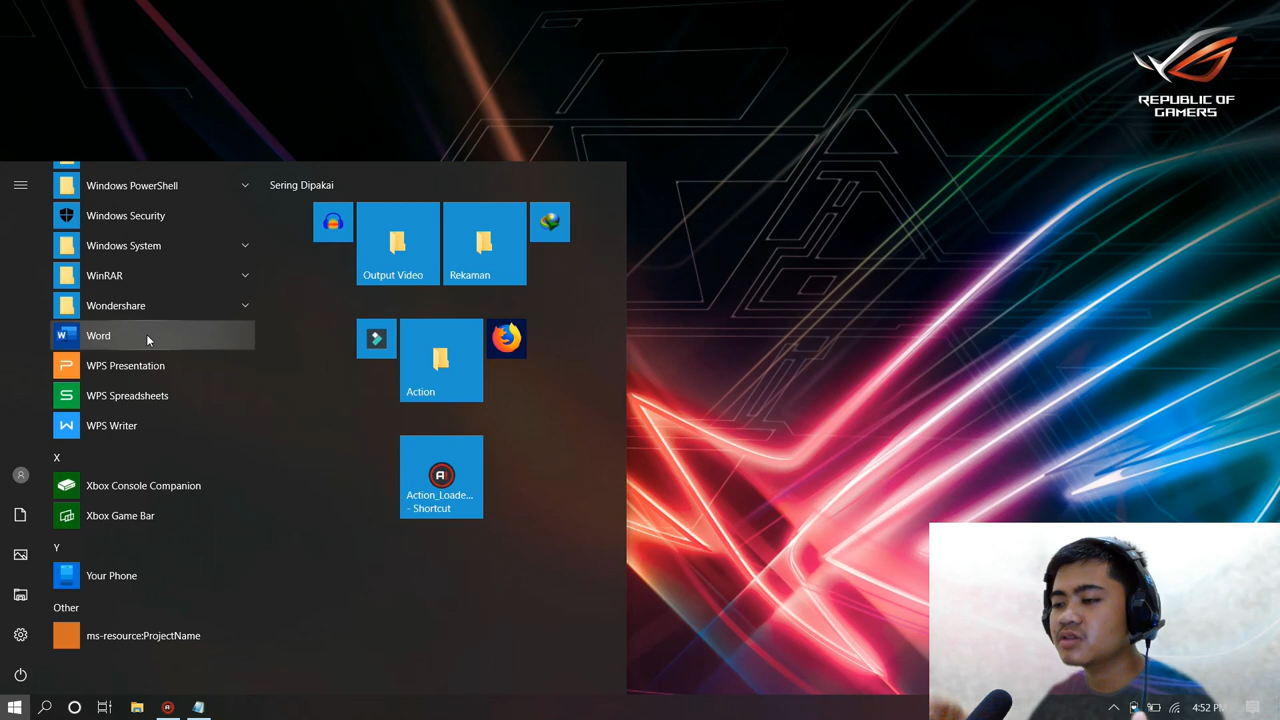 REPUBLIC OF
GAMERS
Windows PowerShell
Windows Security
Windows System
WinRAR
Wondershare
Word
WPS Presentation
WPS Spreadsheets
WPS Writer
X
Xbox Console Companion
Xbox Game Bar
Y
Your Phone
Other
ms-resource:ProjectName
Sering Dipakai
Output Video
Rekaman
Action
Action_Loade...
- Shortcut
4:52 PM